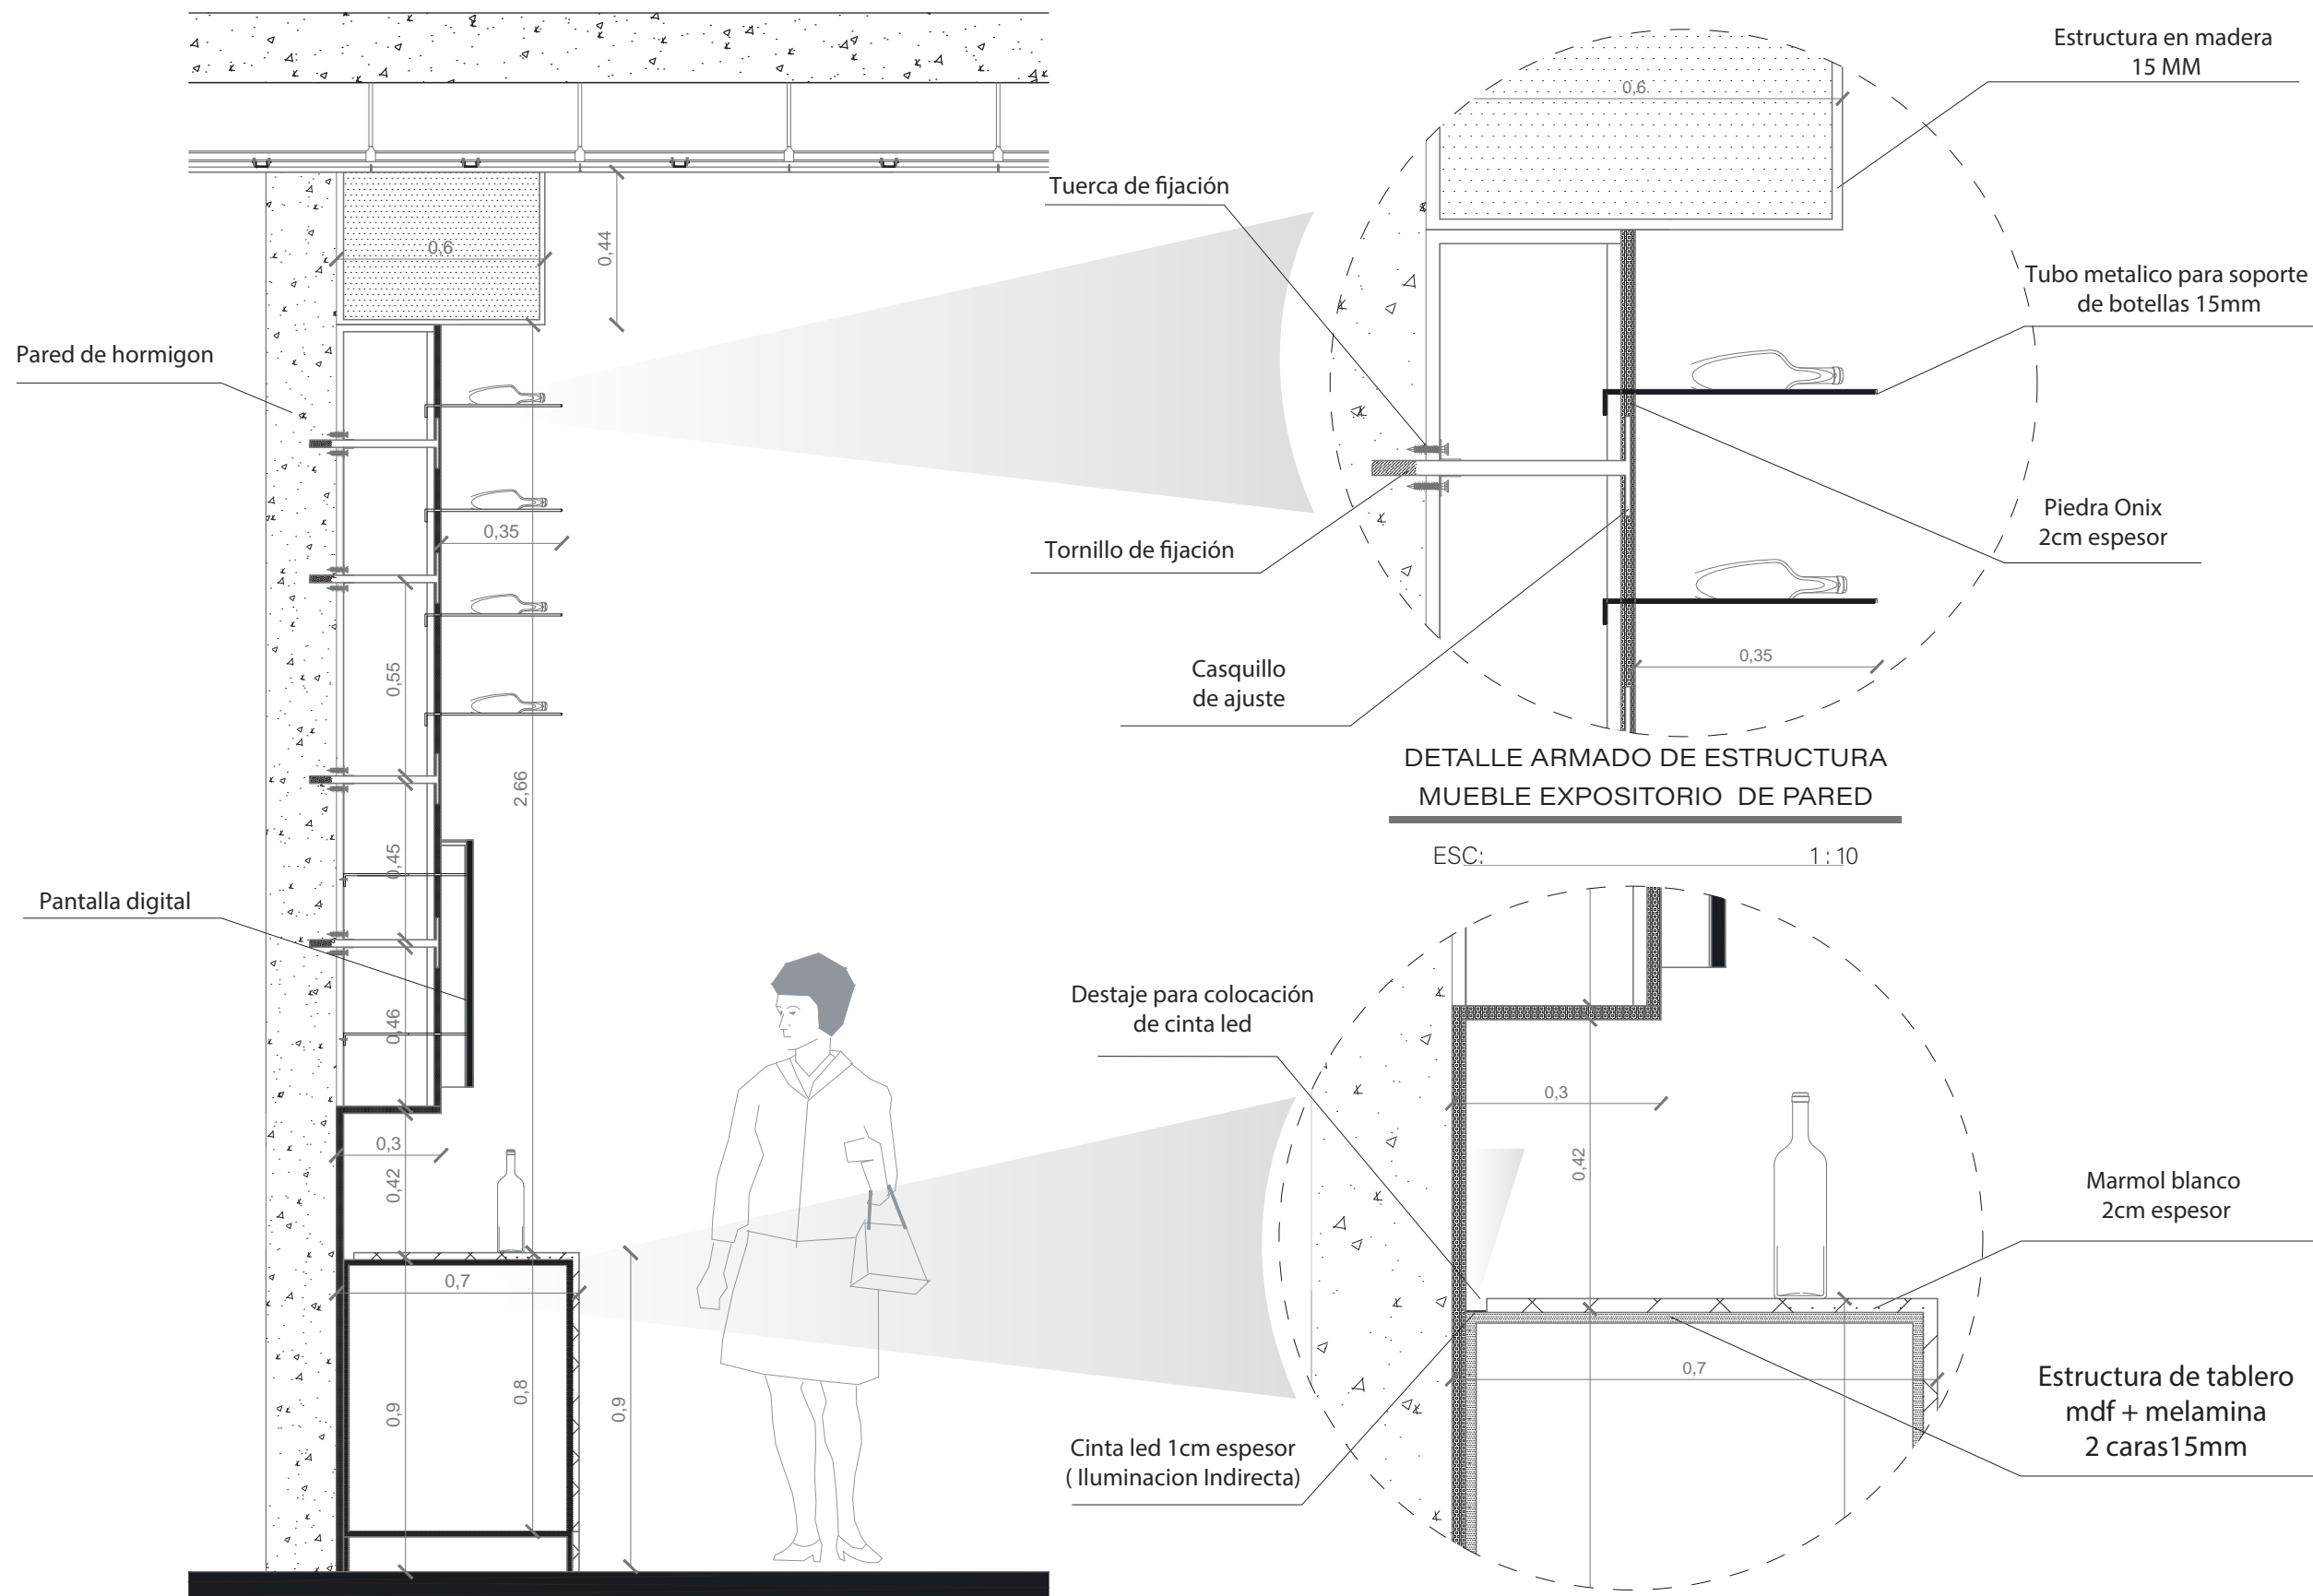 Estructura en madera
15 MM
0,6
Tuerca de fijación
Tubo metalico para soporte
de botellas 15mm
0,6
0,44
Pared de hormigon
0,35
Tornillo de fijación
Piedra Onix
2cm espesor
0,55
Casquillo
de ajuste
0,35
2,66
DETALLE ARMADO DE ESTRUCTURA
MUEBLE EXPOSITORIO DE PARED
ESC: 1 : 10
0,45
Pantalla digital
0,46
Destaje para colocación
de cinta led
0,3
0,42
0,3
0,42
Marmol blanco
2cm espesor
0,7
0,7
0,9
0,8
0,9
Estructura de tablero
mdf + melamina
2 caras15mm
Cinta led 1cm espesor
( Iluminacion Indirecta)